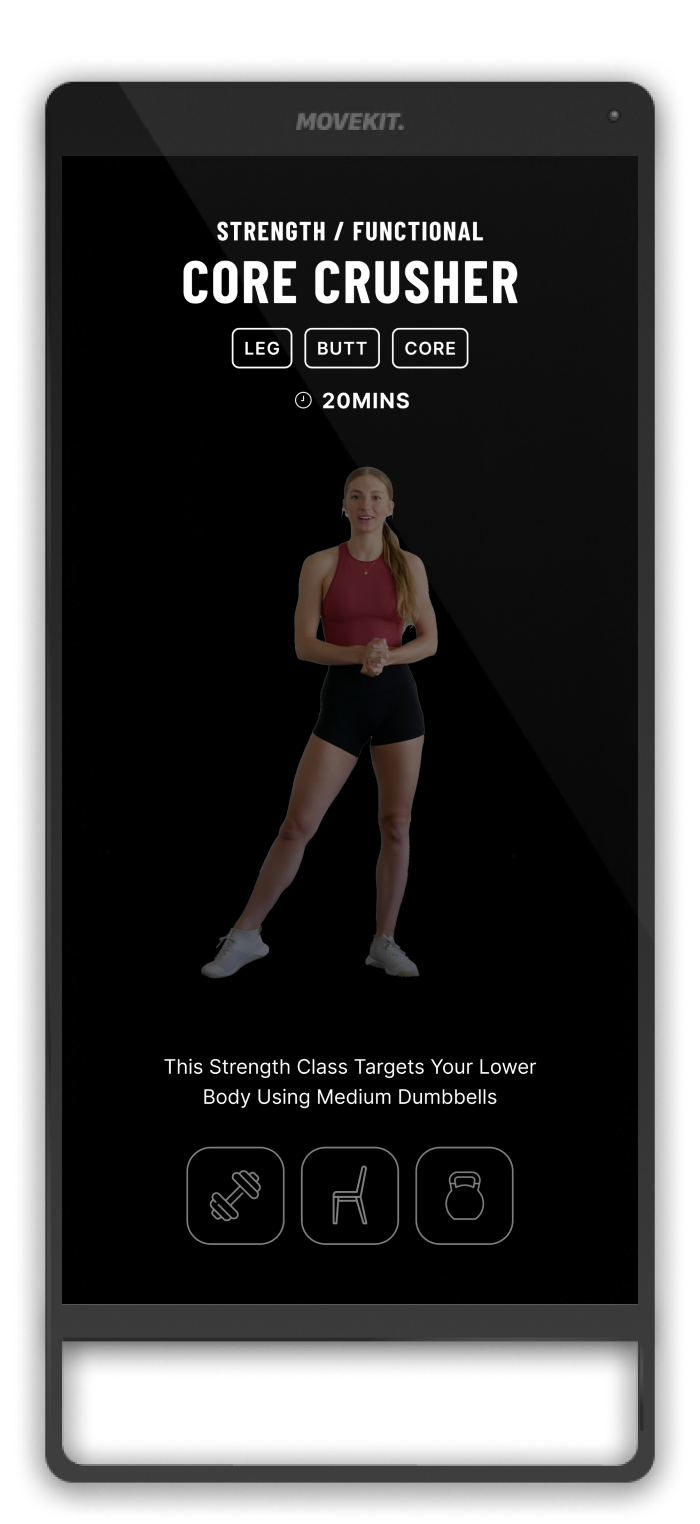 MOVEKIT.
STRENGTH / FUNCTIONAL
CORE CRUSHER
LEG BUTT CORE
20MINS
This Strength Class Targets Your Lower
Body Using Medium Dumbbells